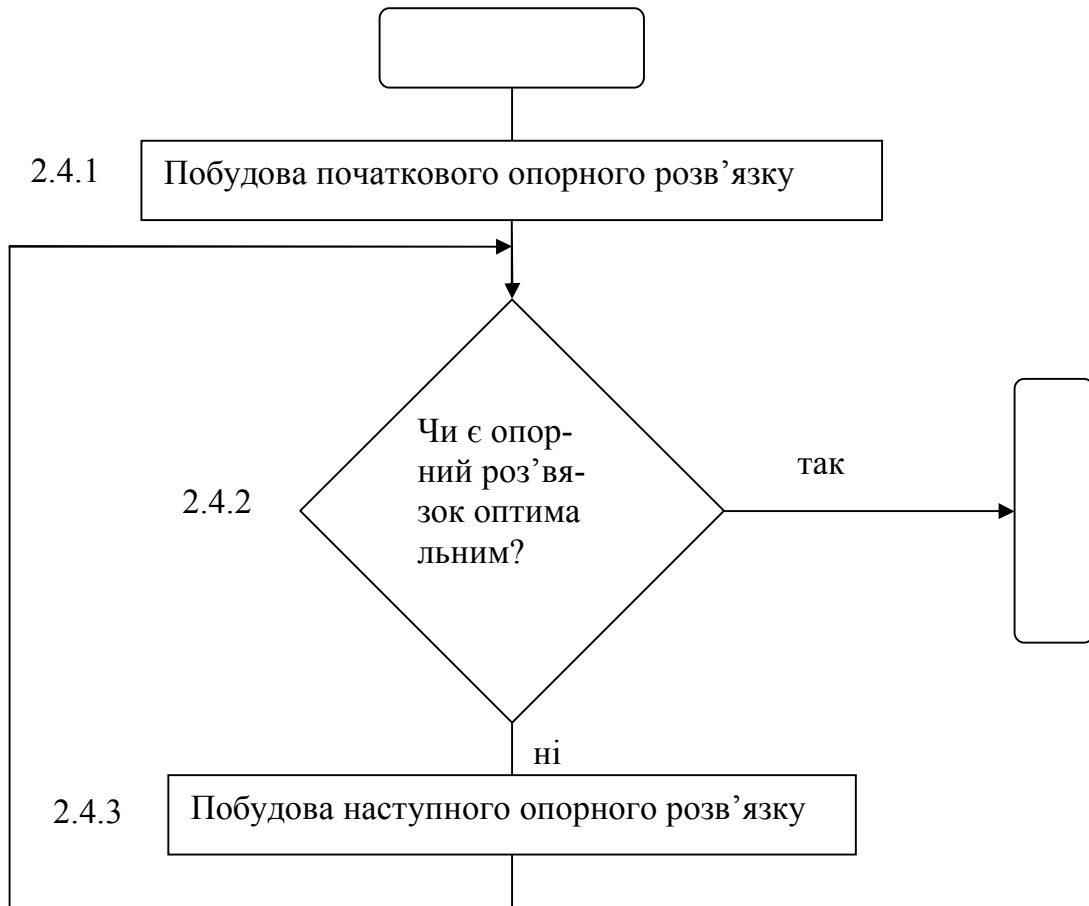 2.4.1 Побудова початкового опорного розв’язку
Чи є опор-
ний роз’вя-
зок оптима
льним?
2.4.2
так
ні
2.4.3 Побудова наступного опорного розв’язку